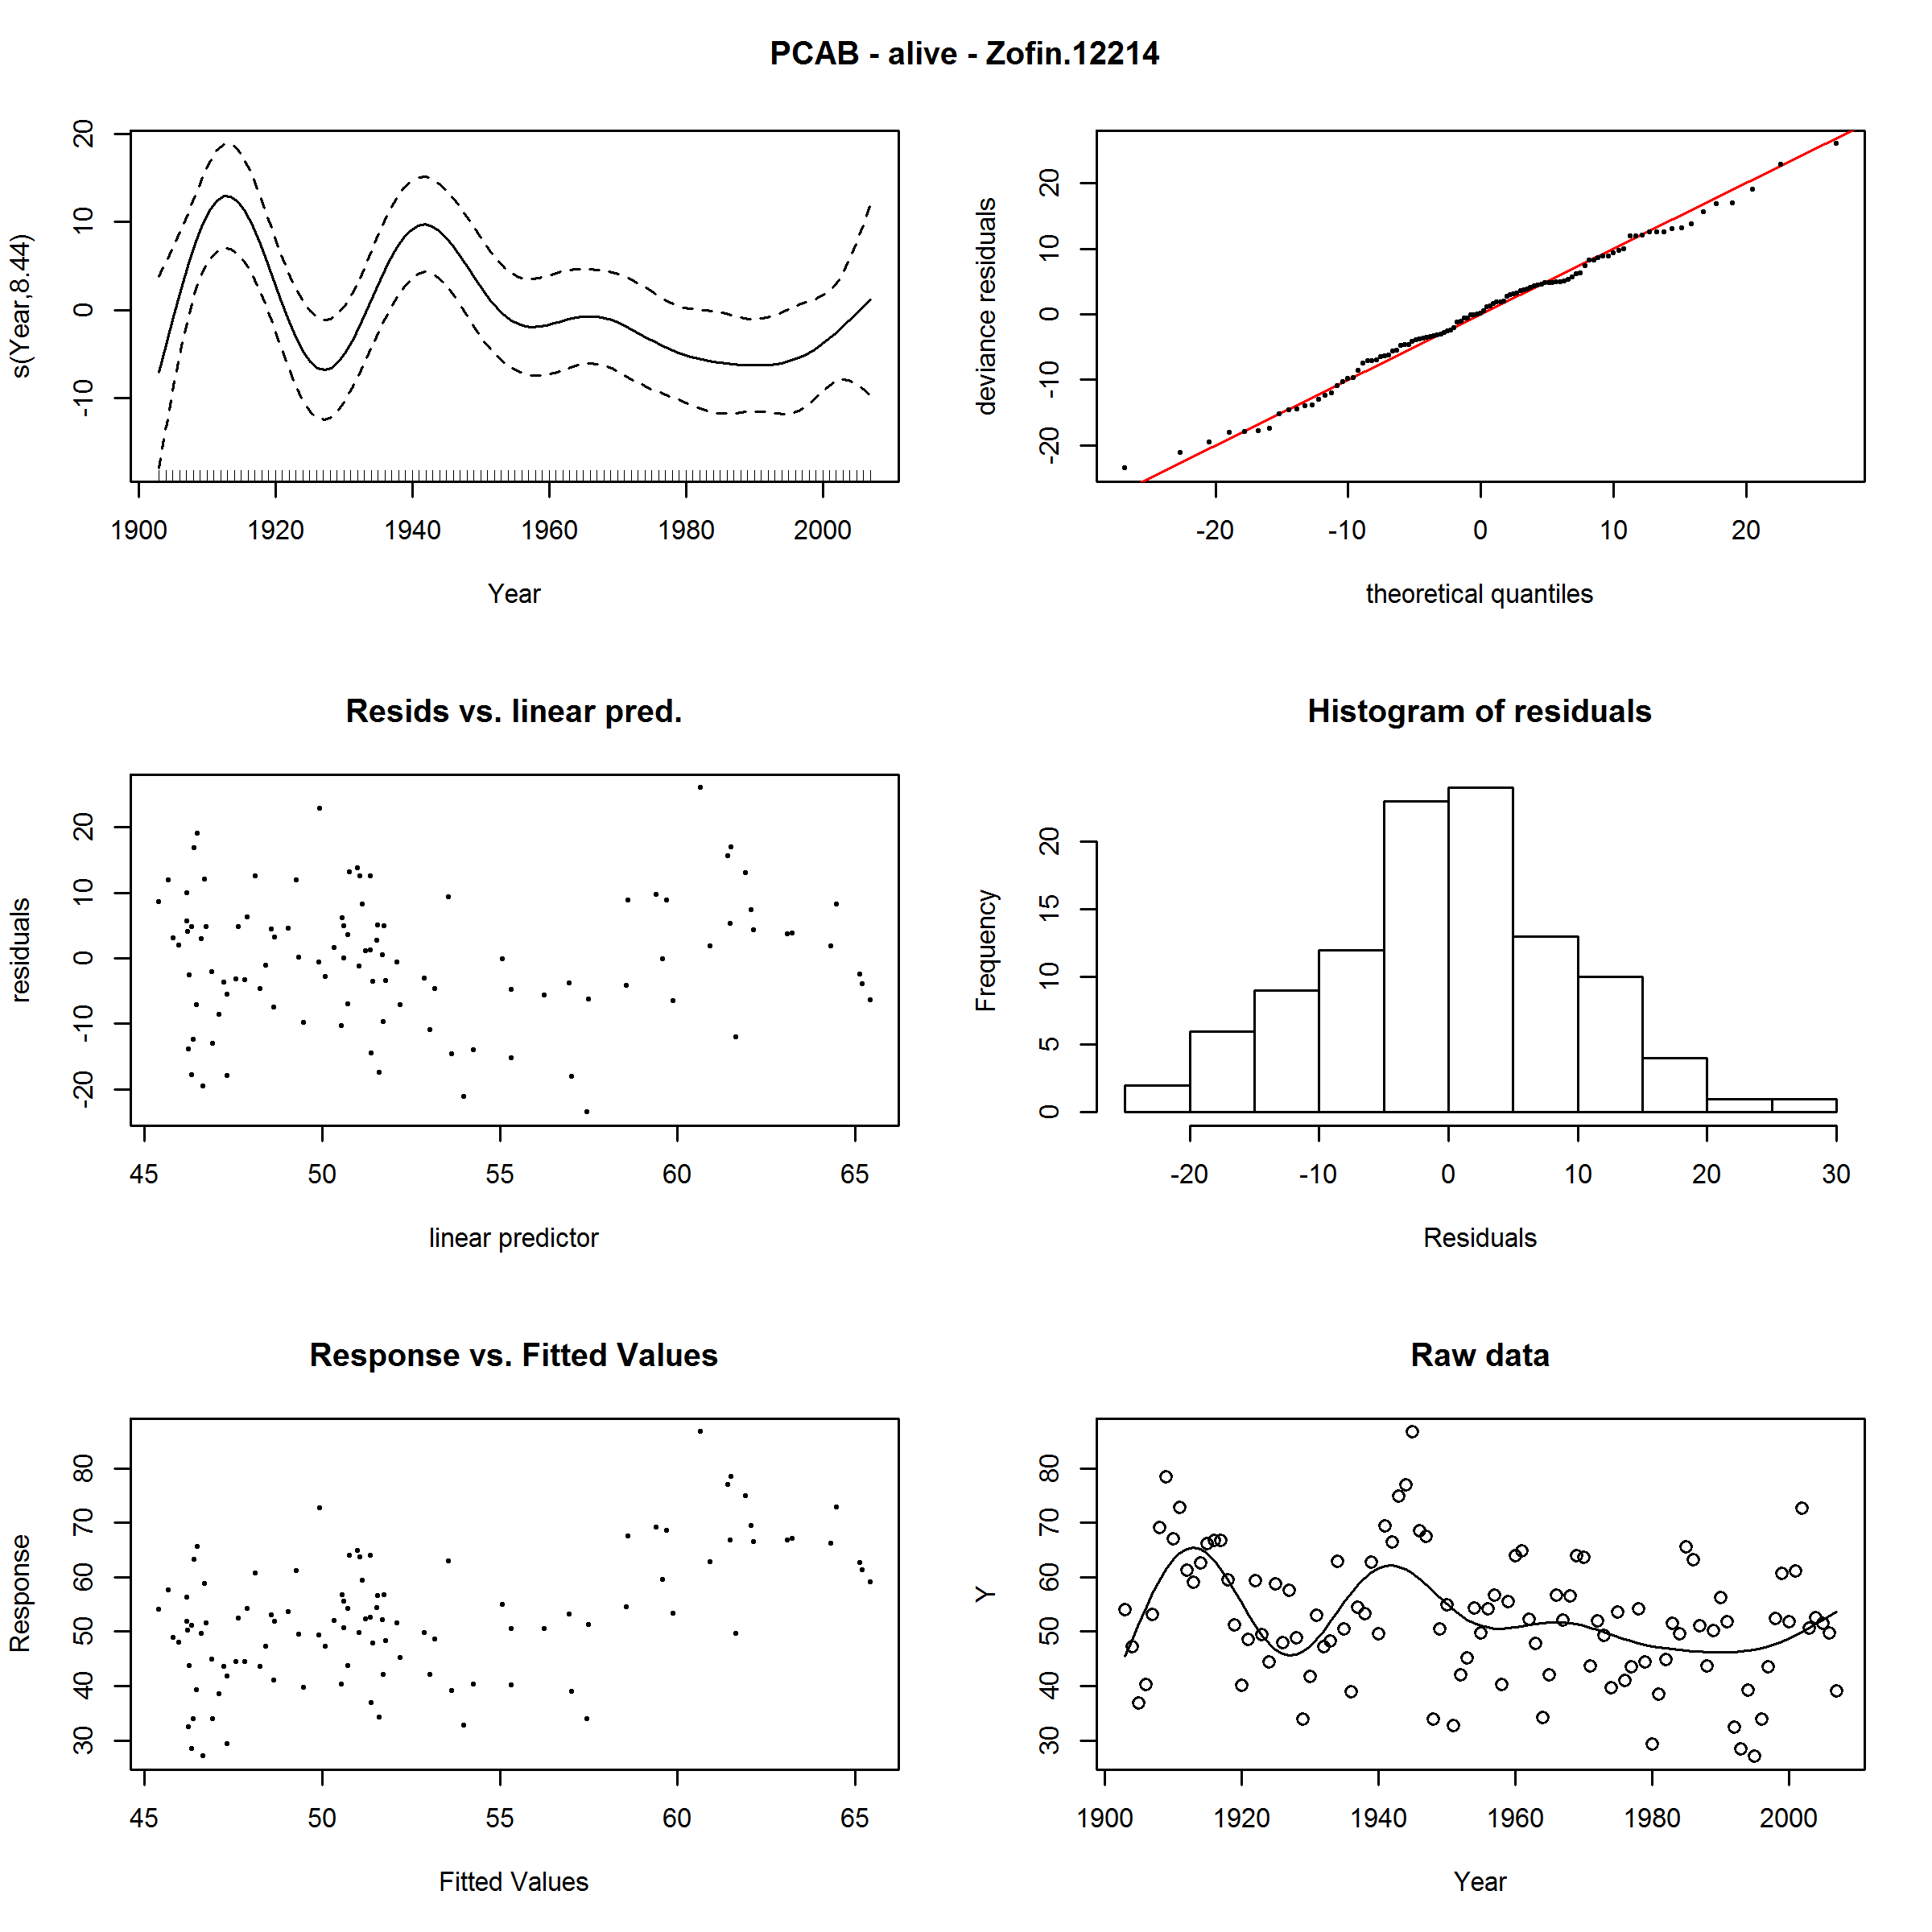 PCAB - alive - Zofin.12214
s(Year,8.44)
20
10
0
-10
1900 1920 1940 1960 1980 2000
Year
deviance residuals
20
10
0
-10
-20
-20 -10 0 10 20
theoretical quantiles
Resids vs. linear pred.
residuals
20
10
0
-10
-20
45 50 55 60 65
linear predictor
Histogram of residuals
Frequency
20
15
10
5
0
-20 -10 0 10 20 30
Residuals
Response vs. Fitted Values
Response
80
70
60
50
40
30
45 50 55 60 65
Fitted Values
Raw data
Y
80
70
60
50
40
30
1900 1920 1940 1960 1980 2000
Year